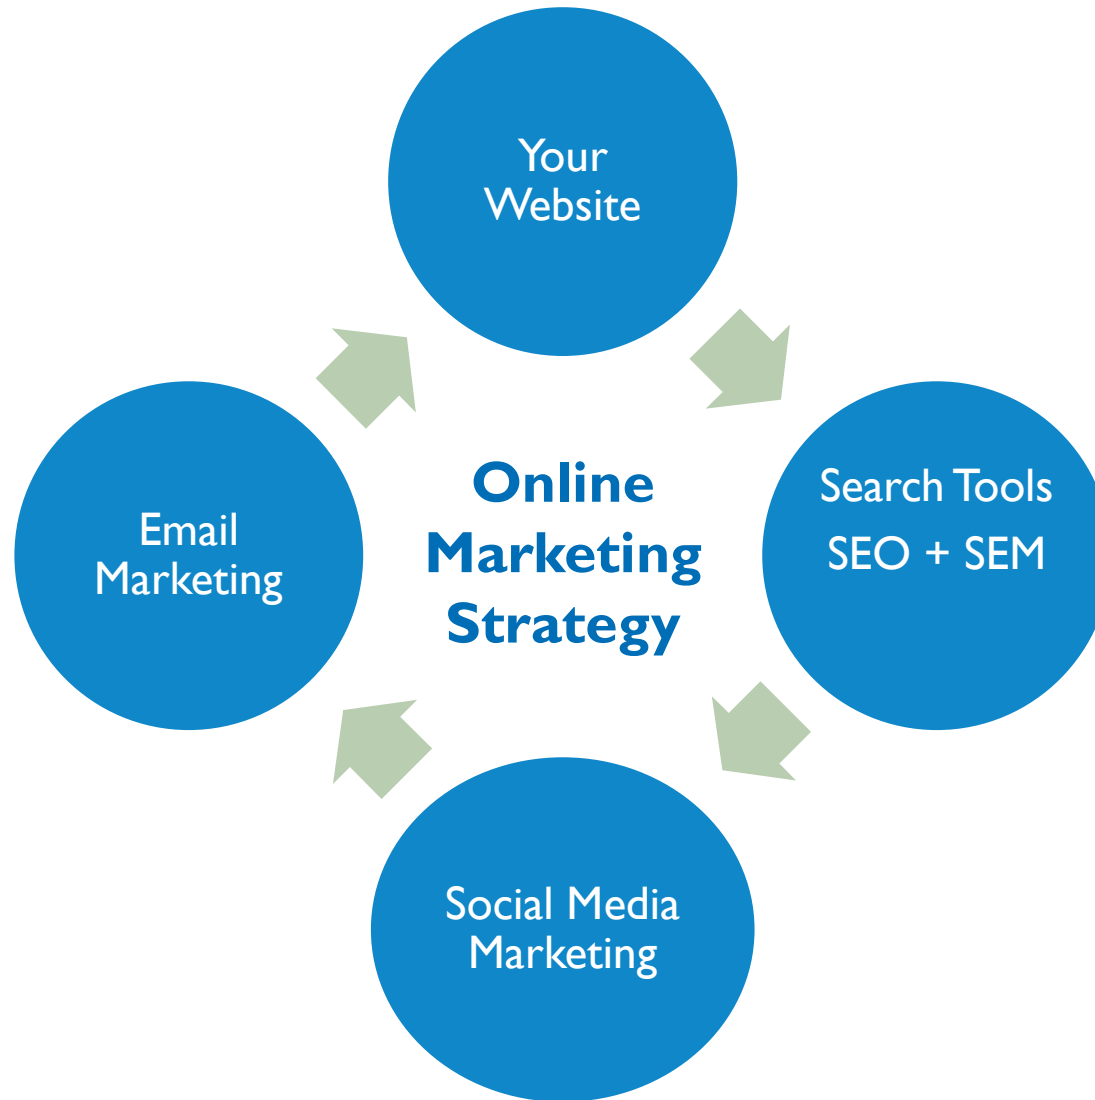 Your
Website
Search Tools
SEO + SEM
Online
Marketing
Strategy
Email
Marketing
Social Media
Marketing